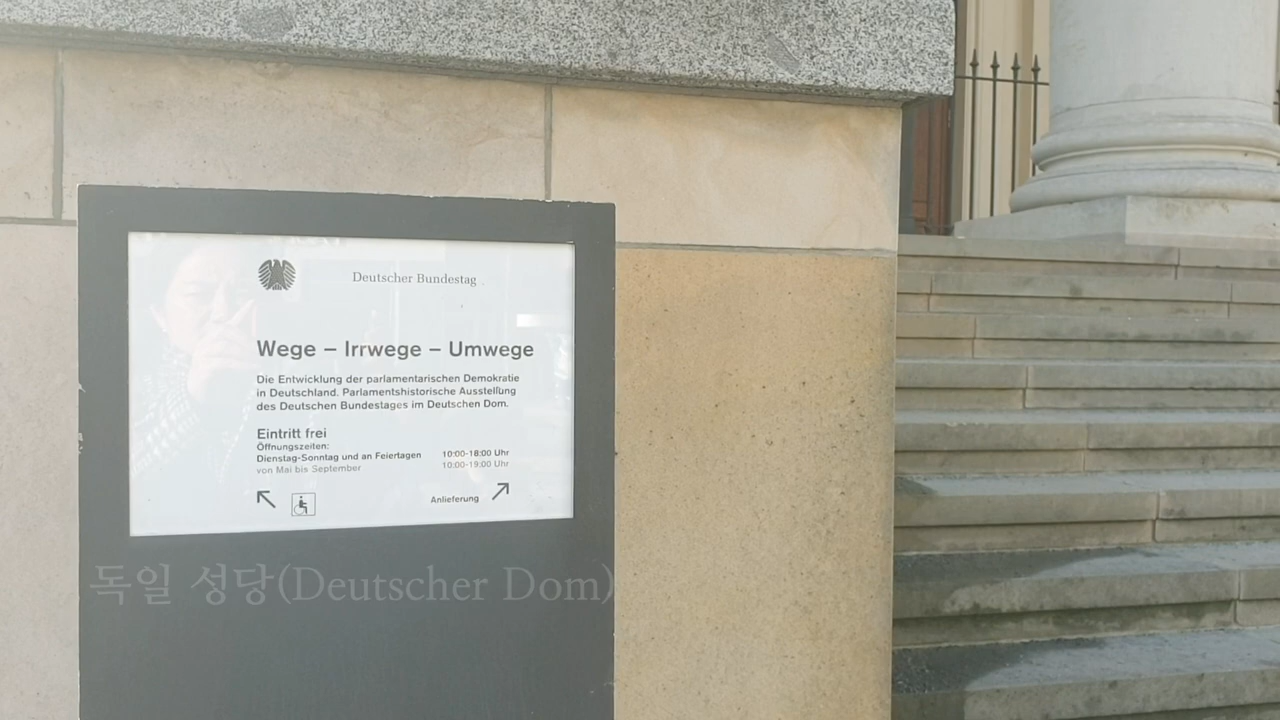 Deutscher Bundestag
Wege – Irrwege – Umwege
Die Entwicklung der parlamentarischen Demokratie
in Deutschland. Parlamentshistorische Ausstellung
des Deutschen Bundestages im Deutschen Dom.
Eintritt frei
Öffnungszeiten:
Dienstag-Sonntag und an Feiertagen 10:00-18:00 Uhr
von Mai bis September 10:00-19:00 Uhr
Anlieferung
독일 성당(Deutscher Dom)